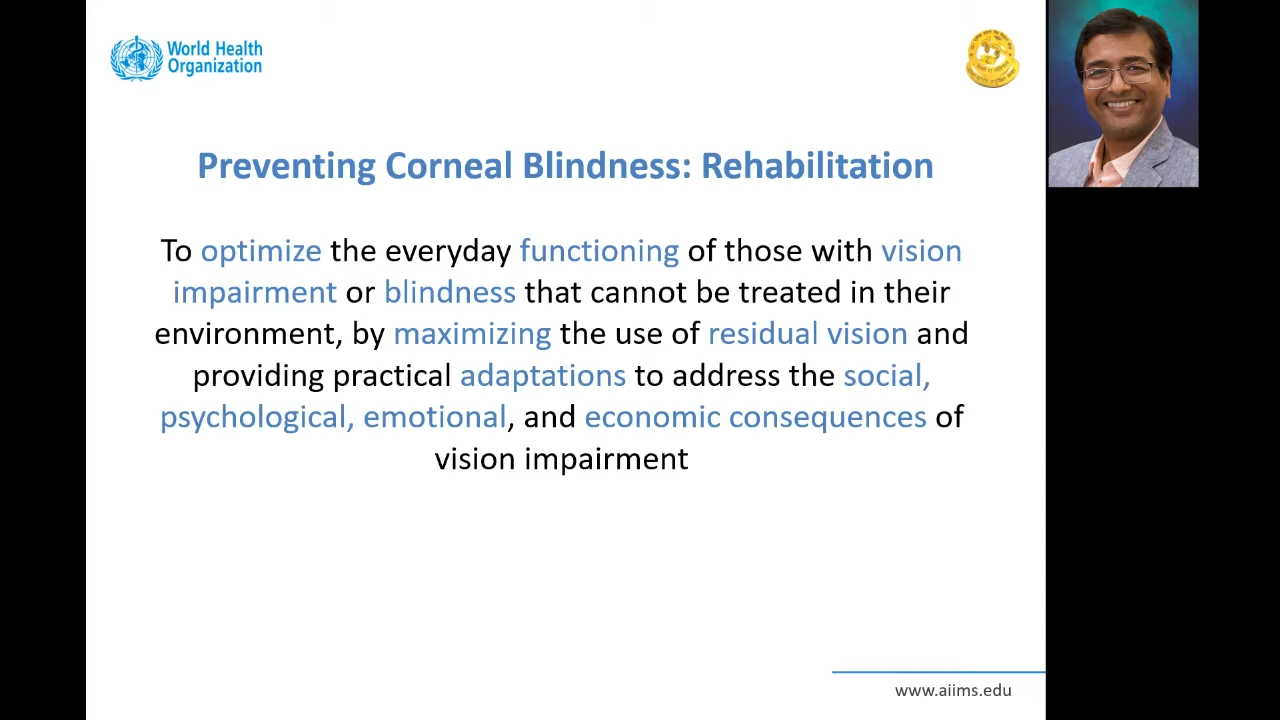 World Health
Organization
Preventing Corneal Blindness: Rehabilitation
To optimize the everyday functioning of those with vision
impairment or blindness that cannot be treated in their
environment, by maximizing the use of residual vision and
providing practical adaptations to address the social,
psychological, emotional, and economic consequences of
vision impairment
www.aiims.edu